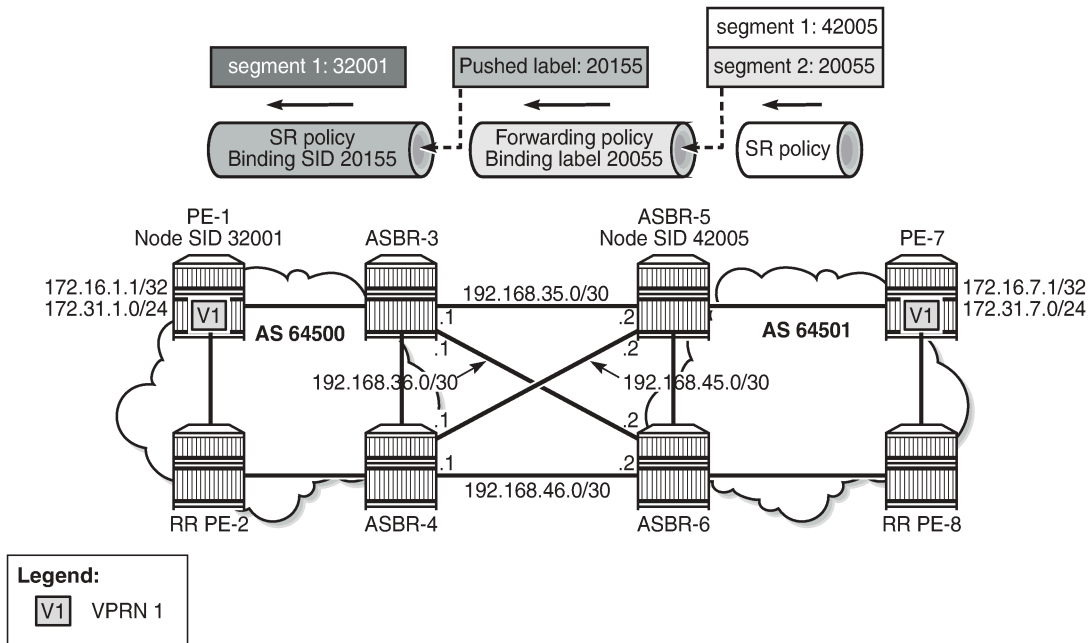 segment 1: 42005
segment 1: 32001
Pushed label: 20155
segment 2: 20055
SR policy
Binding SID 20155
Forwarding policy
Binding label 20055
SR policy
PE-1
Node SID 32001
ASBR-3
ASBR-5
Node SID 42005
PE-7
172.16.1.1/32
172.31.1.0/24
V1
AS 64500
192.168.35.0/30
.1
.2
AS 64501
V1
172.16.7.1/32
172.31.7.0/24
.1
.2
192.168.36.0/30
192.168.45.0/30
.1
.2
.1
.2
192.168.46.0/30
RR PE-2
ASBR-4
ASBR-6
RR PE-8
Legend:
V1 VPRN 1